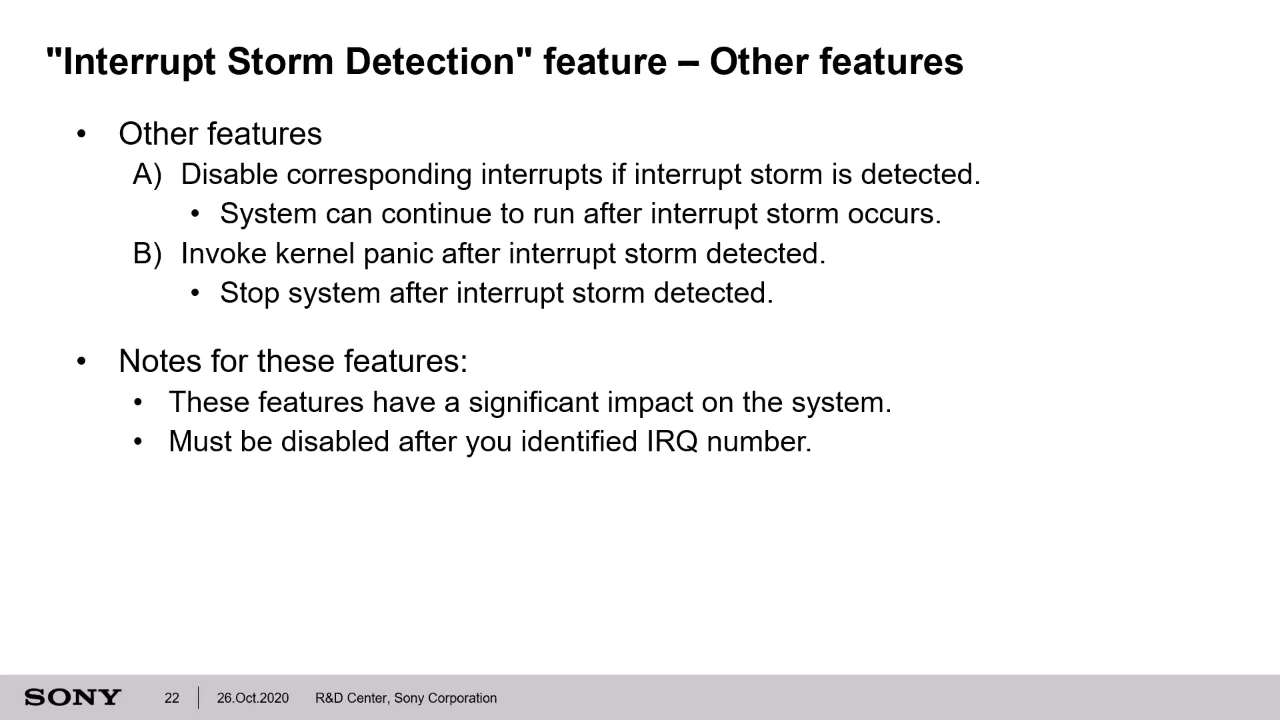 "Interrupt Storm Detection" feature – Other features
• Other features
A) Disable corresponding interrupts if interrupt storm is detected.
• System can continue to run after interrupt storm occurs.
B) Invoke kernel panic after interrupt storm detected.
• Stop system after interrupt storm detected.
• Notes for these features:
• These features have a significant impact on the system.
• Must be disabled after you identified IRQ number.
SONY 22 26.Oct.2020 R&D Center, Sony Corporation